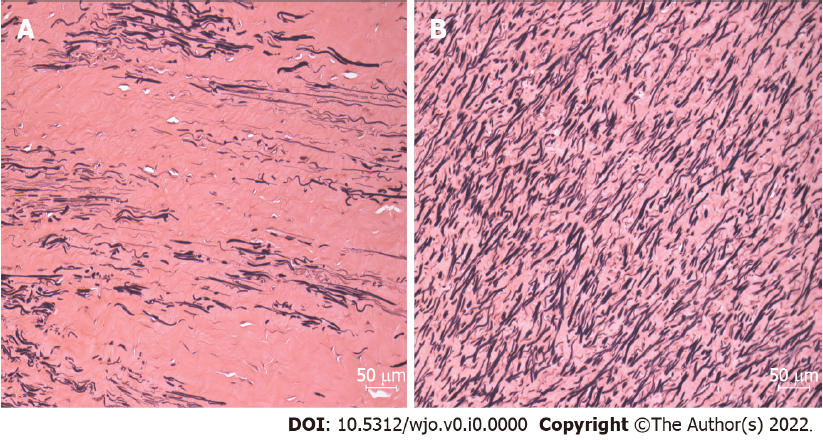 A
B
50 μm
50 μm
DOI: 10.5312/wjo.v0.i0.0000 Copyright ©The Author(s) 2022.